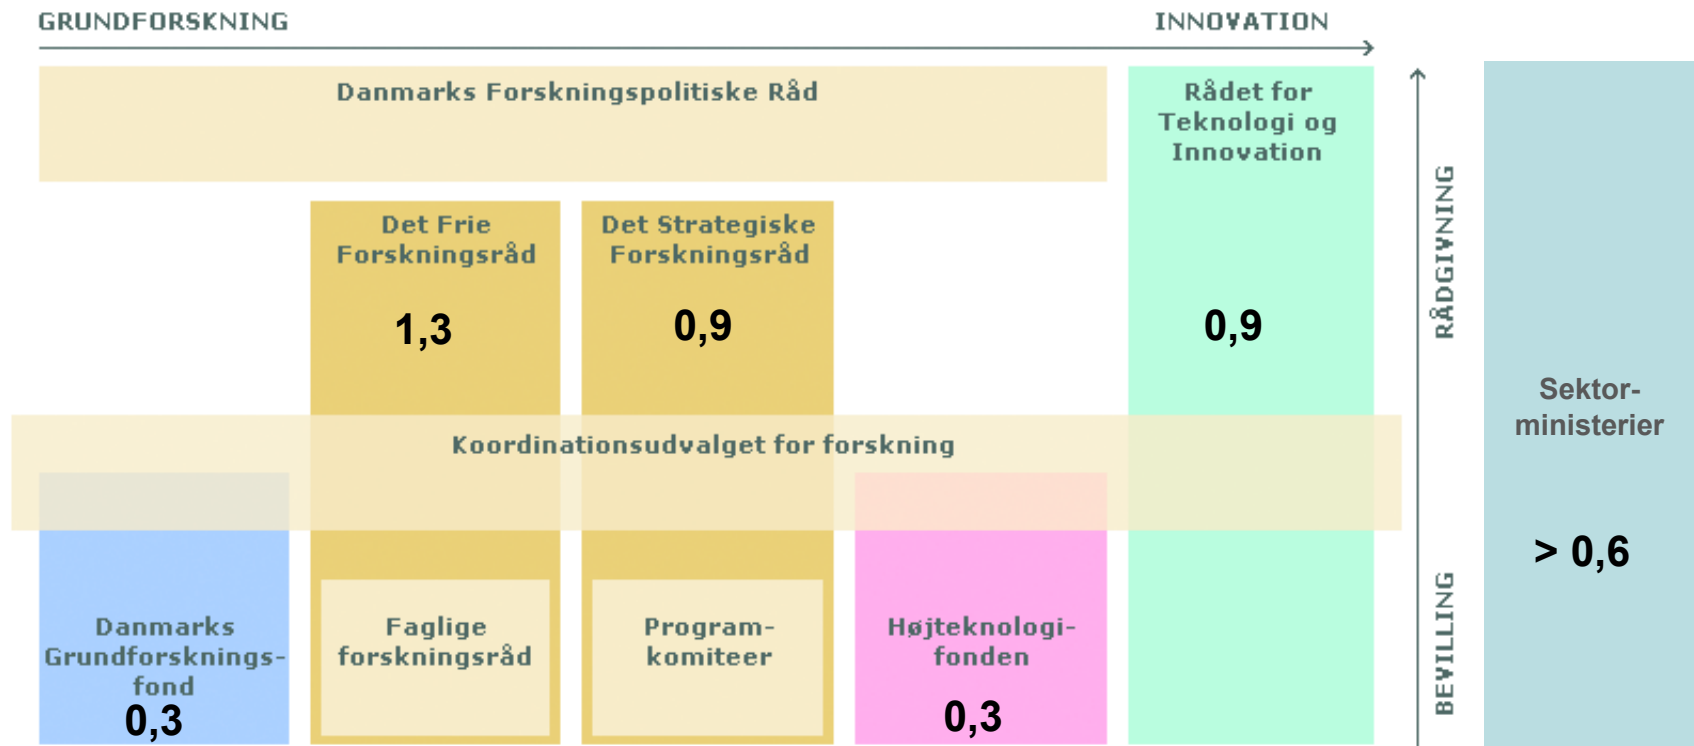 GRUNDFORSKNING
INNOVATION
Danmarks Forskningspolitiske Råd
Rådet for
Teknologi og
Innovation
Det Frie
Forskningsråd
Det Strategiske
Forskningsråd
1,3
0,9
0,9
RÅDGIVNING
Sektor-
ministerier
Koordinationsudvalget for forskning
> 0,6
Danmarks
Grundforsknings-
fond
0,3
Faglige
forskningsråd
Program-
komiteer
Højteknologi-
fonden
0,3
BEVILLING